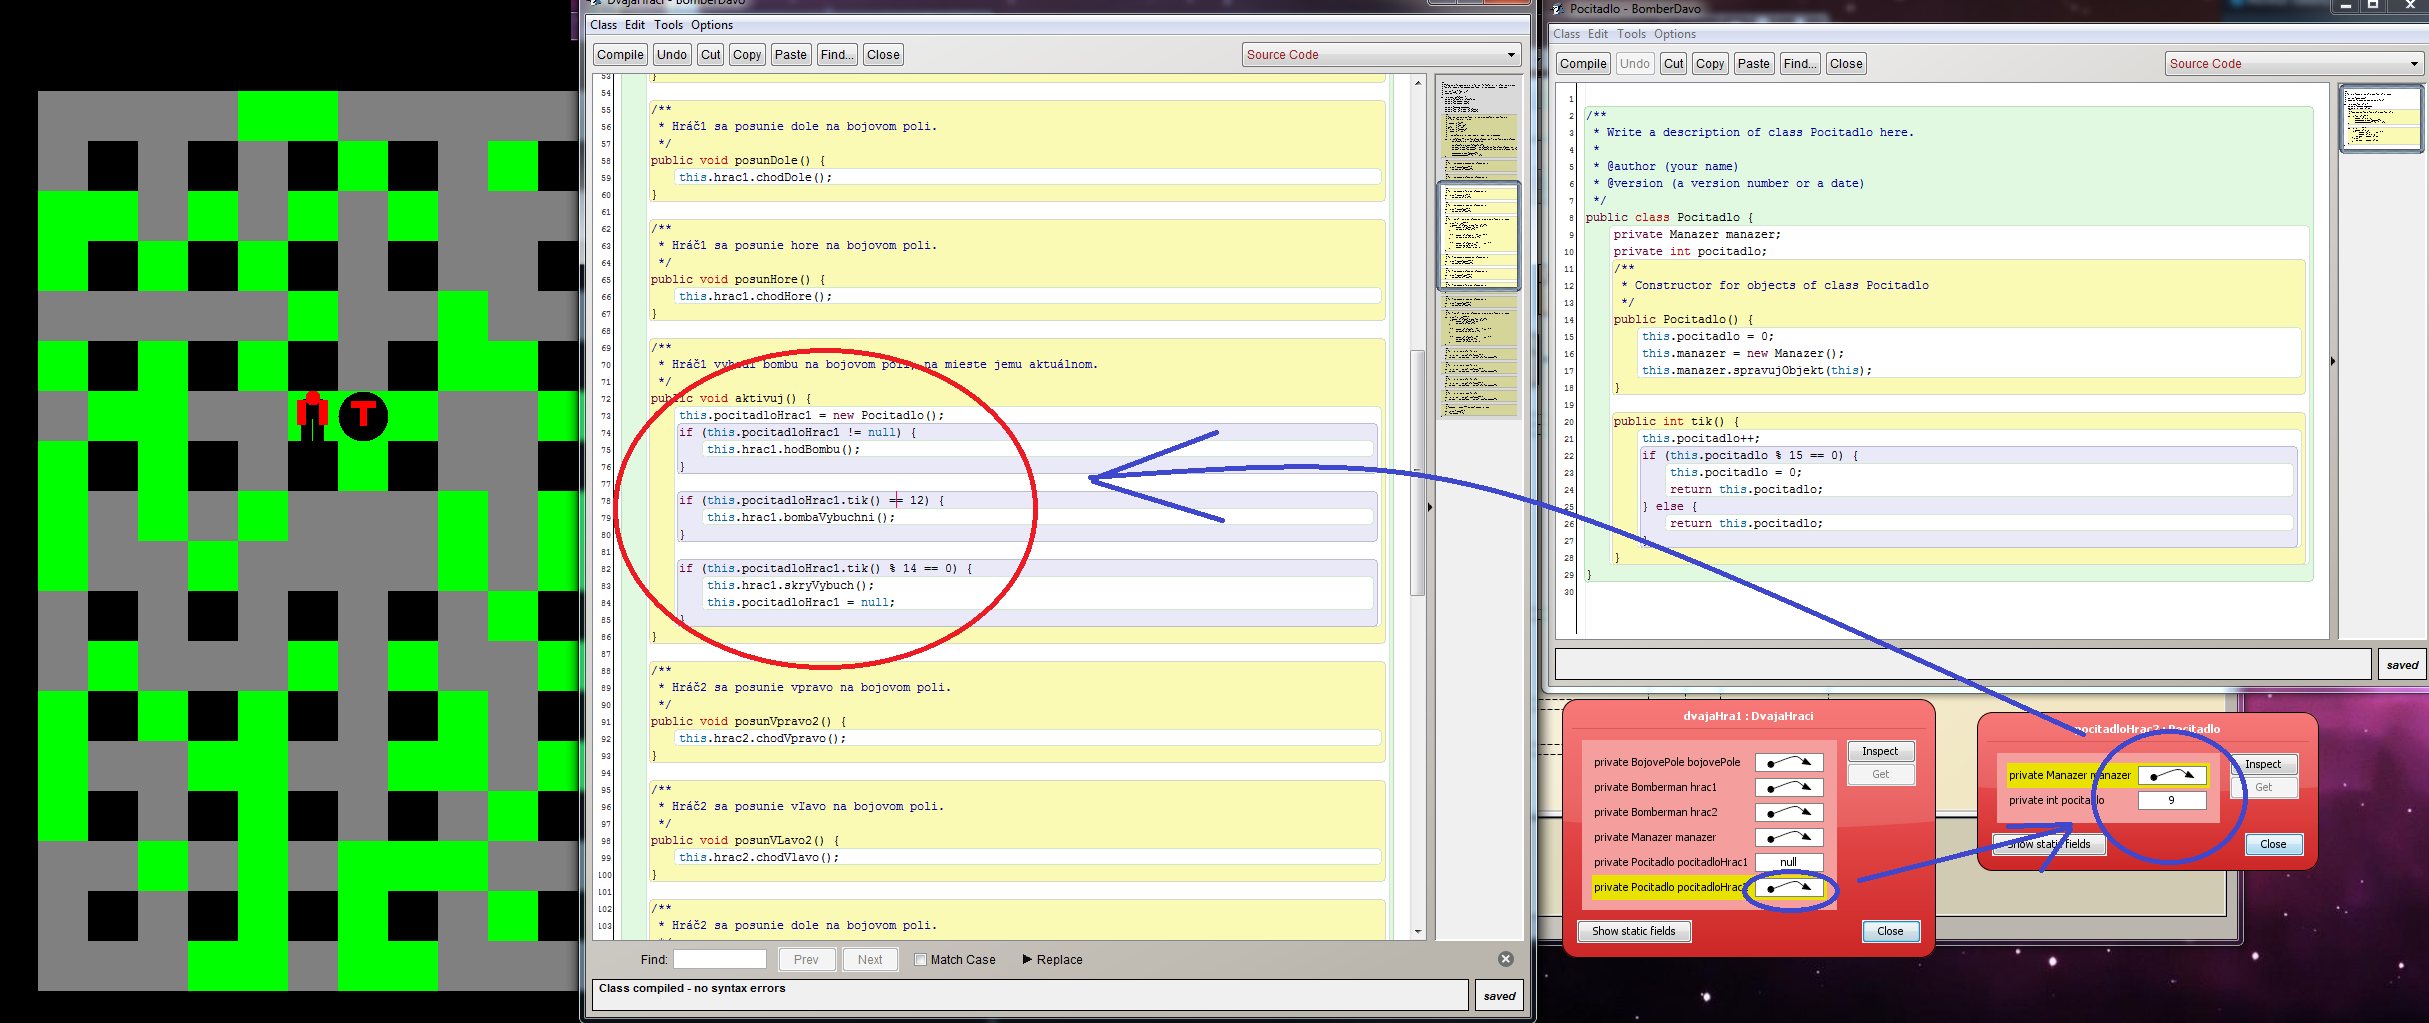 DvajaHraci - BomberDavo
Class Edit Tools Options
Compile Undo Cut Copy Paste Find... Close Source Code
53 }
54
55 /**
56 * Hráč1 sa posunie dole na bojovom poli.
57 */
58 public void posunDole() {
59 this.hrac1.chodDole();
60 }
61
62 /**
63 * Hráč1 sa posunie hore na bojovom poli.
64 */
65 public void posunHore() {
66 this.hrac1.chodHore();
67 }
68
69 /**
70 * Hráč1 vyhodí bombu na bojovom poli, na mieste jemu aktuálnom.
71 */
72 public void aktivuj() {
73 this.pocitadloHrac1 = new Pocitadlo();
74 if (this.pocitadloHrac1 != null) {
75 this.hrac1.hodBombu();
76 }
77
78 if (this.pocitadloHrac1.tik() == 12) {
79 this.hrac1.bombaVybuchni();
80 }
81
82 if (this.pocitadloHrac1.tik() % 14 == 0) {
83 this.hrac1.skryVybuch();
84 this.pocitadloHrac1 = null;
85 }
86 }
87
88 /**
89 * Hráč2 sa posunie vpravo na bojovom poli.
90 */
91 public void posunVpravo2() {
92 this.hrac2.chodVpravo();
93 }
94
95 /**
96 * Hráč2 sa posunie vľavo na bojovom poli.
97 */
98 public void posunVLavo2() {
99 this.hrac2.chodVlavo();
100 }
101
102 /**
103 * Hráč2 sa posunie dole na bojovom poli.
Find: Prev Next Match Case Replace
Class compiled - no syntax errors
saved
T
Pocitadlo - BomberDavo
Class Edit Tools Options
Compile Undo Cut Copy Paste Find... Close Source Code
1
2 /**
3 * Write a description of class Pocitadlo here.
4 *
5 * @author (your name)
6 * @version (a version number or a date)
7 */
8 public class Pocitadlo {
9 private Manazer manazer;
10 private int pocitadlo;
11 /**
12 * Constructor for objects of class Pocitadlo
13 */
14 public Pocitadlo() {
15 this.pocitadlo = 0;
16 this.manazer = new Manazer();
17 this.manazer.spravujObjekt(this);
18 }
19
20 public int tik() {
21 this.pocitadlo++;
22 if (this.pocitadlo % 15 == 0) {
23 this.pocitadlo = 0;
24 return this.pocitadlo;
25 } else {
26 return this.pocitadlo;
27 }
28 }
29 }
30
saved
dvajaHra1 : DvajaHraci
private BojovePole bojovePole
private Bomberman hrac1
private Bomberman hrac2
private Manazer manazer
private Pocitadlo pocitadloHrac1 null
private Pocitadlo pocitadloHrac2
Inspect
Get
Show static fields
Close
pocitadloHrac2 : Pocitadlo
private Manazer manazer
private int pocitadlo 9
Inspect
Get
Show static fields
Close